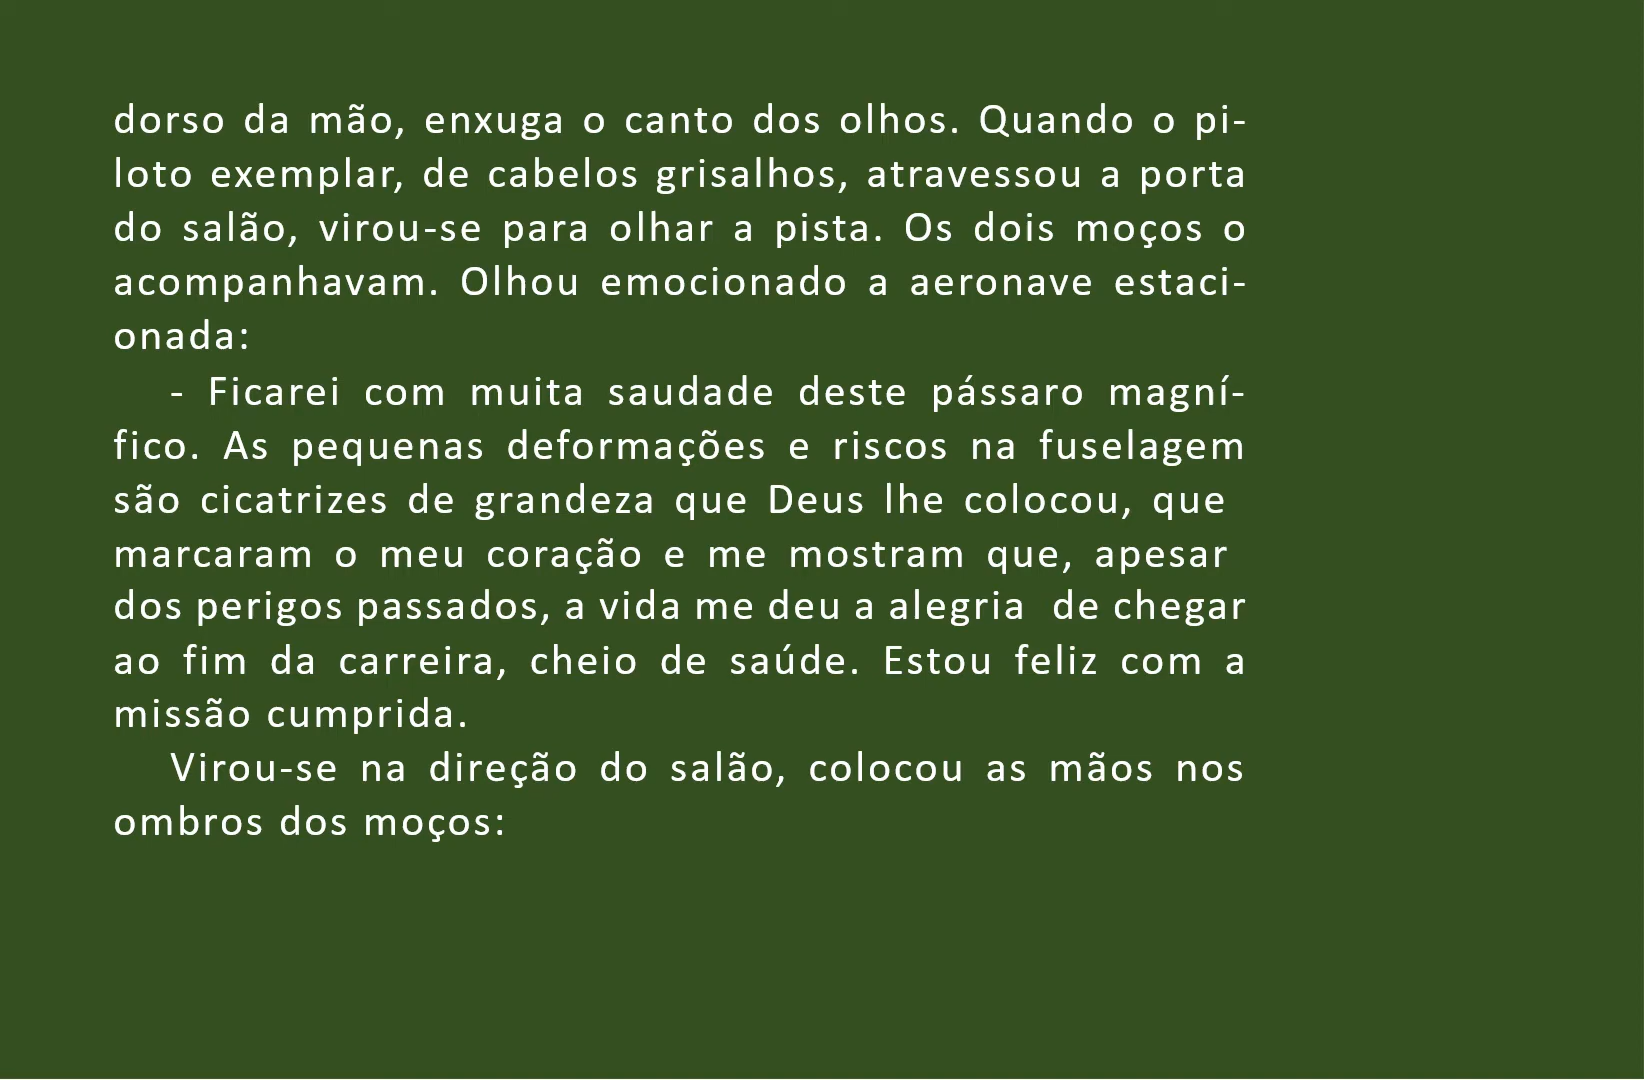 dorso da mão, enxuga o canto dos olhos. Quando o pi-
loto exemplar, de cabelos grisalhos, atravessou a porta
do salão, virou-se para olhar a pista. Os dois moços o
acompanhavam. Olhou emocionado a aeronave estaci-
onada:
- Ficarei com muita saudade deste pássaro magní-
fico. As pequenas deformações e riscos na fuselagem
são cicatrizes de grandeza que Deus lhe colocou, que
marcaram o meu coração e me mostram que, apesar
dos perigos passados, a vida me deu a alegria  de chegar
ao fim da carreira, cheio de saúde. Estou feliz com a
missão cumprida.
Virou-se na direção do salão, colocou as mãos nos
ombros dos moços: